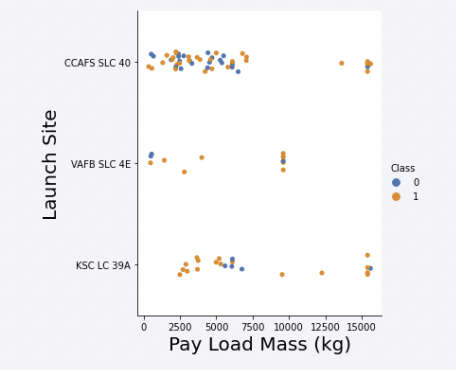 CCAFS SLC 40
VAFB SLC 4E
KSC LC 39A
Launch Site
0 2500 5000 7500 10000 12500 15000
Pay Load Mass (kg)
Class
0
1